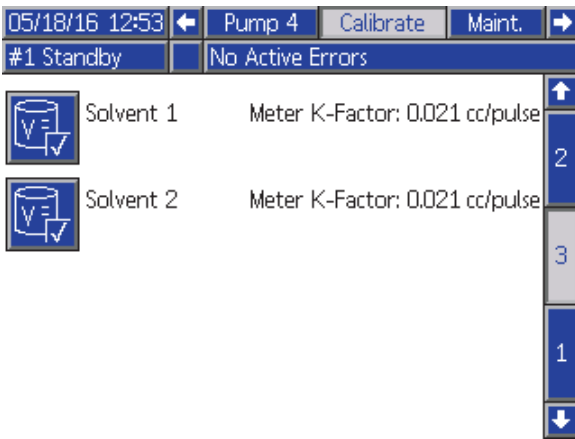 05/18/16 12:53 Pump 4 Calibrate Maint.
#1 Standby No Active Errors
Solvent 1 Meter K-Factor: 0.021 cc/pulse
2
Solvent 2 Meter K-Factor: 0.021 cc/pulse
3
1